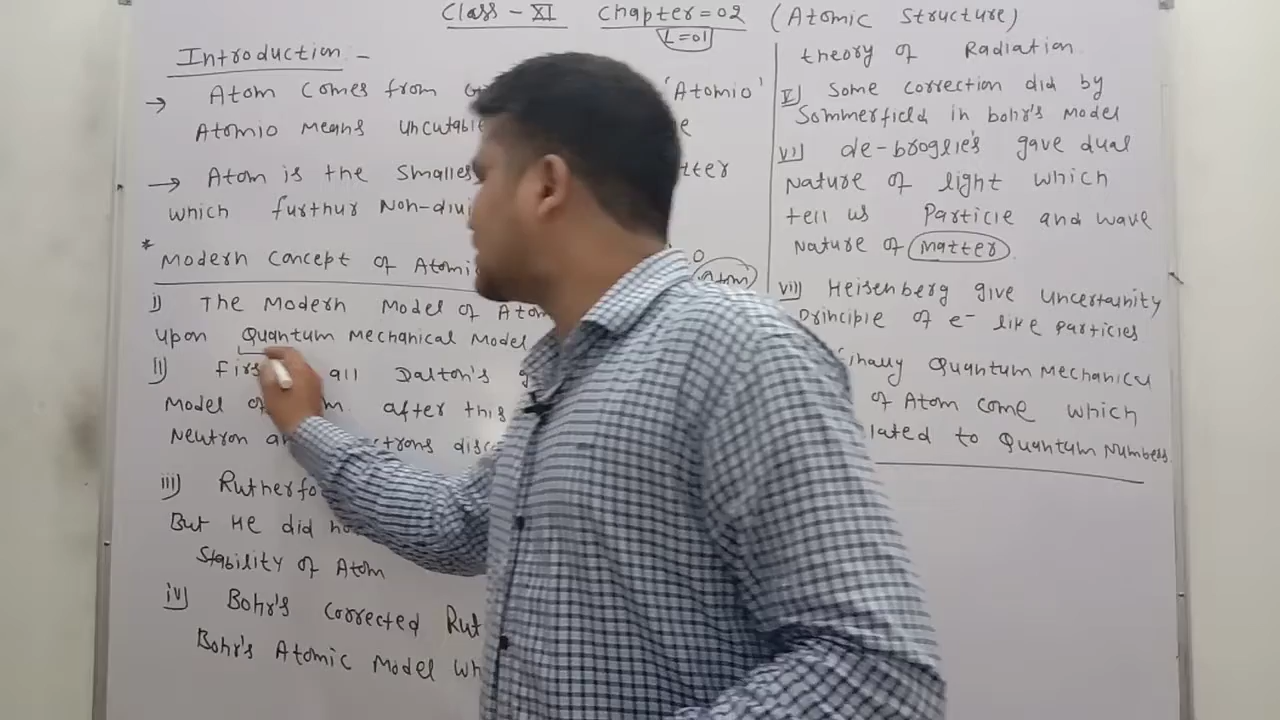 Class - XI Chapter = 02 (Atomic Structure)
L = 01
Introduction -
→ Atom comes from 'Atomio'
Atomio means uncutable
→ Atom is the smalles tter
which furthur Non-divi
* Modern concept of Atomi
Atom
i) The Modern Model of Atom
upon Quantum Mechanical Model
ii) all Dalton's
Model after this
Neutron trons disc
iii) Rutherfo
But He did
Stability of Atom
iv) Bohr's corrected Rut
Bohr's Atomic Model wh
theory of Radiation
V) Some correction did by
Sommerfield in bohr's model
vi) de-broglie's gave dual
Nature of light which
tell us Particle and wave
Nature of matter.
vii) Heisenberg give uncertainity
Principle of e⁻ like particles
finally Quantum Mechanical
of Atom come which
lated to Quantum Numbers.